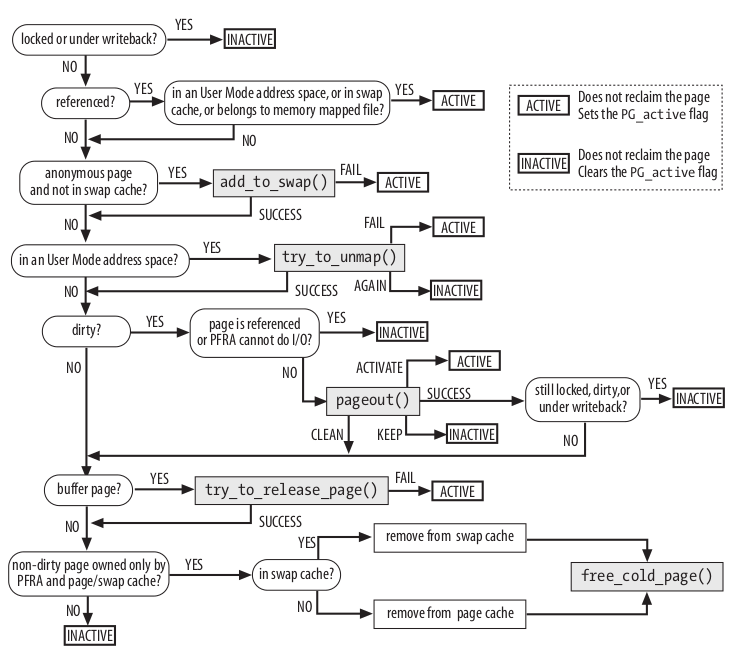 locked or under writeback?
YES
INACTIVE
NO
referenced?
YES
in an User Mode address space, or in swap
cache, or belongs to memory mapped file?
YES
ACTIVE
NO
NO
ACTIVE
Does not reclaim the page
Sets the PG_active flag
INACTIVE
Does not reclaim the page
Clears the PG_active flag
anonymous page
and not in swap cache?
YES
add_to_swap()
FAIL
ACTIVE
SUCCESS
NO
in an User Mode address space?
YES
try_to_unmap()
FAIL
ACTIVE
AGAIN
INACTIVE
SUCCESS
NO
dirty?
YES
page is referenced
or PFRA cannot do I/O?
YES
INACTIVE
NO
NO
pageout()
ACTIVATE
ACTIVE
SUCCESS
still locked, dirty,or
under writeback?
YES
INACTIVE
CLEAN
KEEP
INACTIVE
NO
buffer page?
YES
try_to_release_page()
FAIL
ACTIVE
SUCCESS
NO
non-dirty page owned only by
PFRA and page/swap cache?
YES
in swap cache?
YES
remove from swap cache
NO
remove from page cache
free_cold_page()
NO
INACTIVE